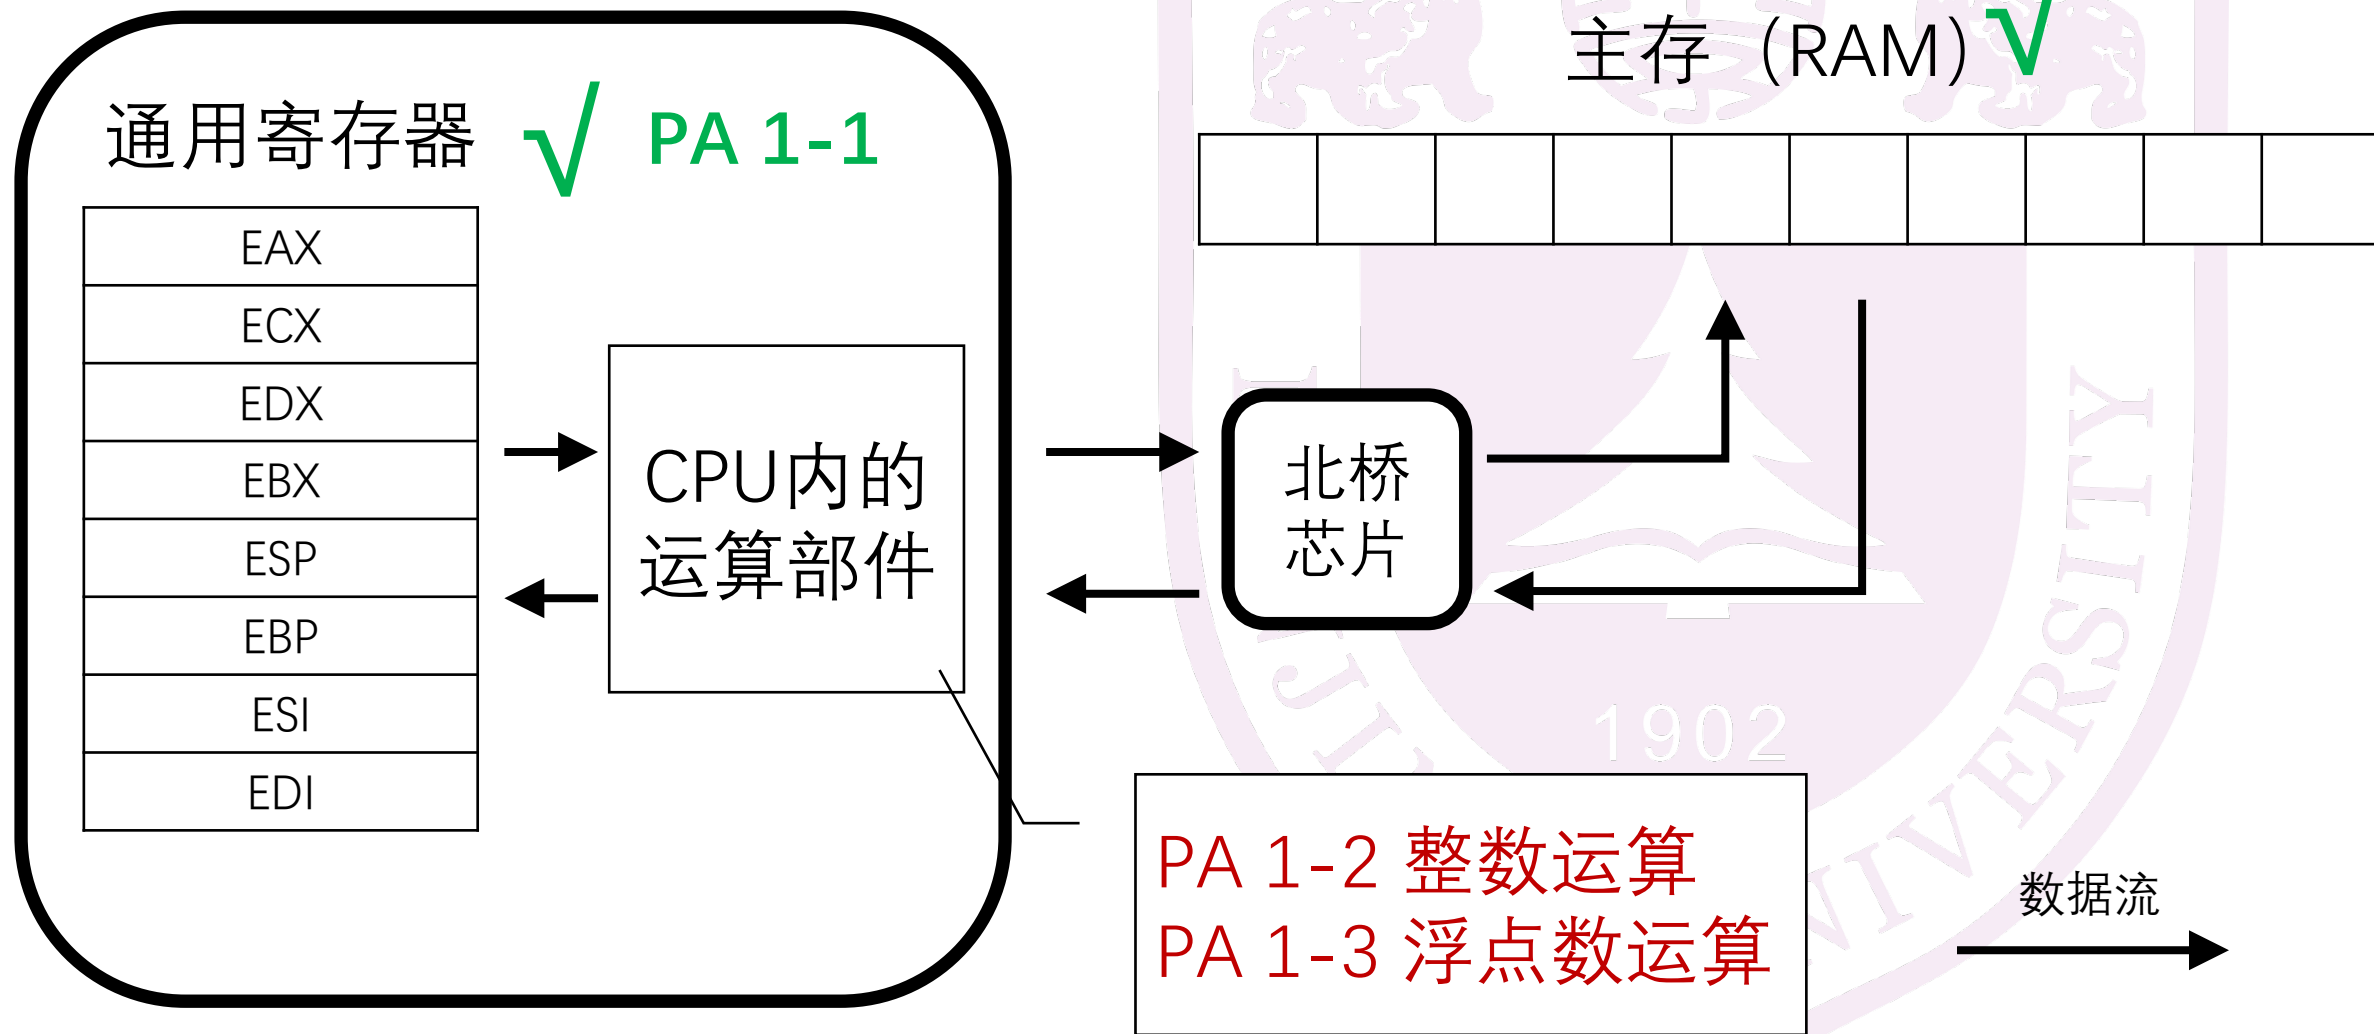 通用寄存器 √ PA 1-1
EAX
ECX
EDX
EBX
ESP
EBP
ESI
EDI
CPU内的
运算部件
北桥
芯片
主存（RAM）√
PA 1-2 整数运算
PA 1-3 浮点数运算
数据流
1902